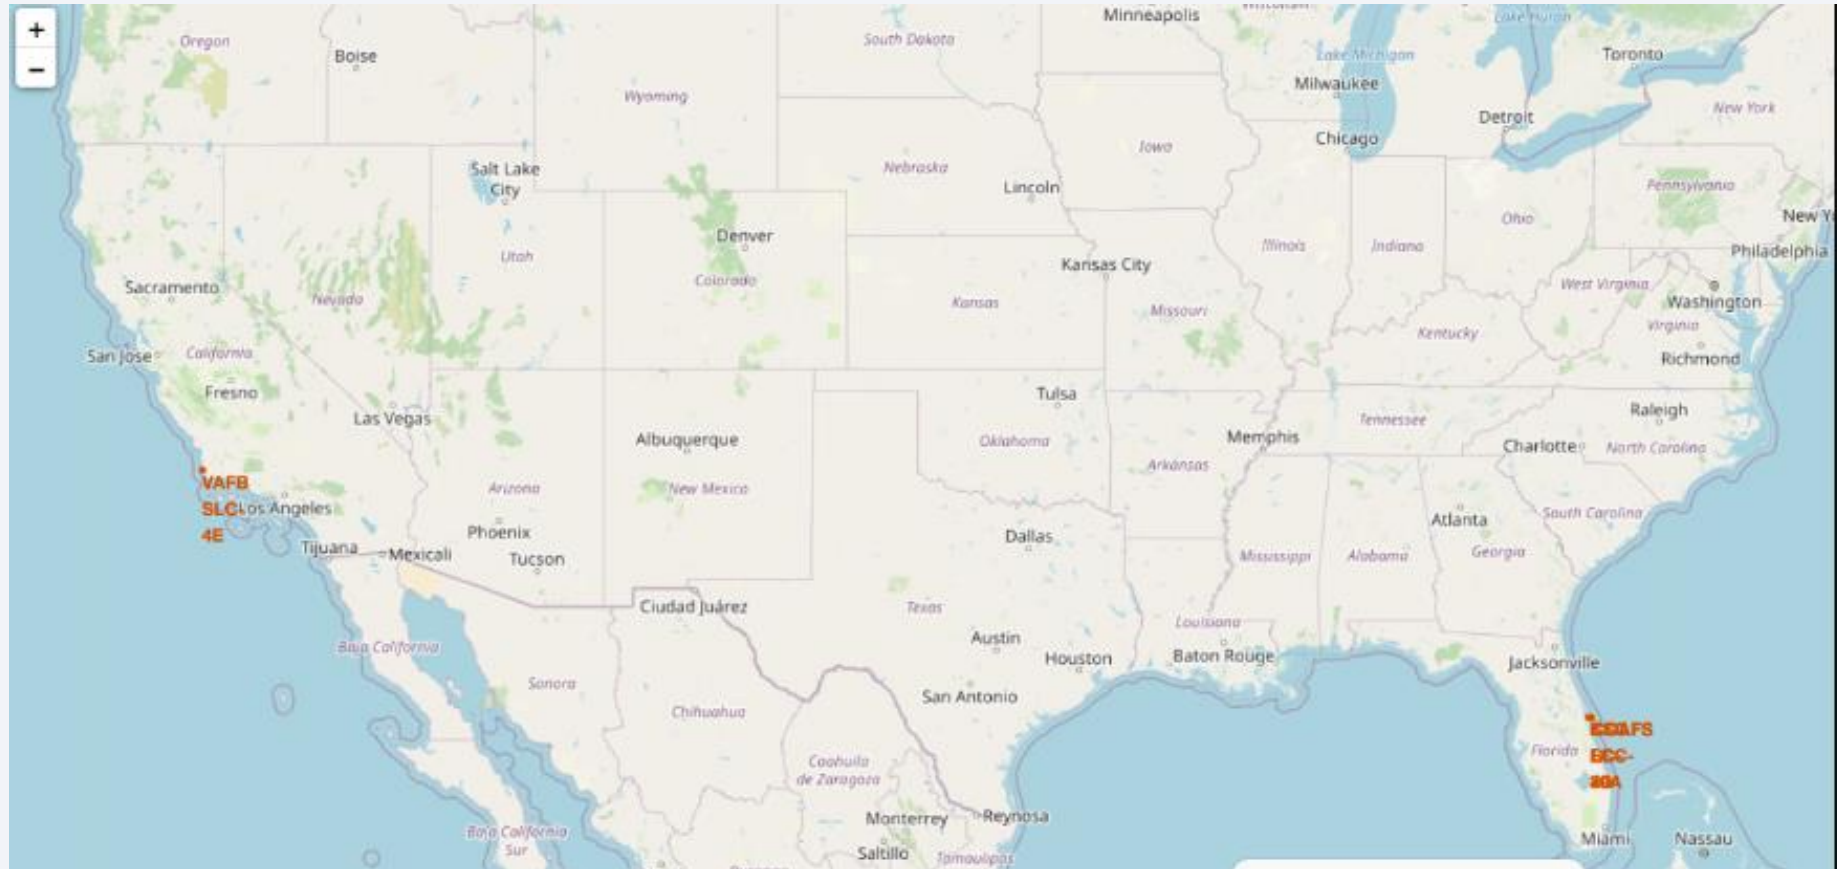 +
−
Oregon
Boise
South Dakota
Minneapolis
Wisconsin
Lake Huron
Lake Michigan
Toronto
Wyoming
Milwaukee
New York
Detroit
Chicago
Iowa
Salt Lake
City
Nebraska
Lincoln
Pennsylvania
New Yo
Denver
Ohio
Illinois
Indiana
Utah
Colorado
Kansas City
Philadelphia
Sacramento
Nevada
Kansas
Missouri
West Virginia
Washington
Virginia
Kentucky
San Jose
California
Richmond
Fresno
Las Vegas
Tulsa
Raleigh
Tennessee
Albuquerque
Oklahoma
Memphis
Charlotte
North Carolina
Arkansas
VAFB
SLC-
4E
Los Angeles
Arizona
New Mexico
South Carolina
Atlanta
Phoenix
Dallas
Tijuana
Mexicali
Tucson
Mississippi
Alabama
Georgia
Ciudad Juárez
Texas
Louisiana
Austin
Baja California
Houston
Baton Rouge
Jacksonville
Sonora
San Antonio
Chihuahua
Florida
Coahuila
de Zaragoza
Monterrey
Reynosa
Baja California
Sur
Saltillo
Tamaulipas
Miami
Nassau